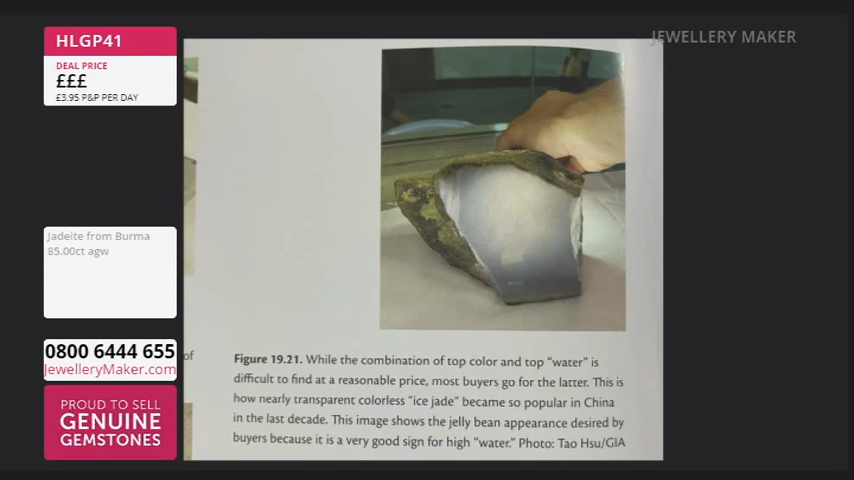 HLGP41
DEAL PRICE
£££
£3.95 P&P PER DAY
Jadeite from Burma
85.00ct agw
0800 6444 655
JewelleryMaker.com
PROUD TO SELL
GENUINE
GEMSTONES
JEWELLERY MAKER
of
Figure 19.21. While the combination of top color and top “water” is
difficult to find at a reasonable price, most buyers go for the latter. This is
how nearly transparent colorless “ice jade” became so popular in China
in the last decade. This image shows the jelly bean appearance desired by
buyers because it is a very good sign for high “water.” Photo: Tao Hsu/GIA